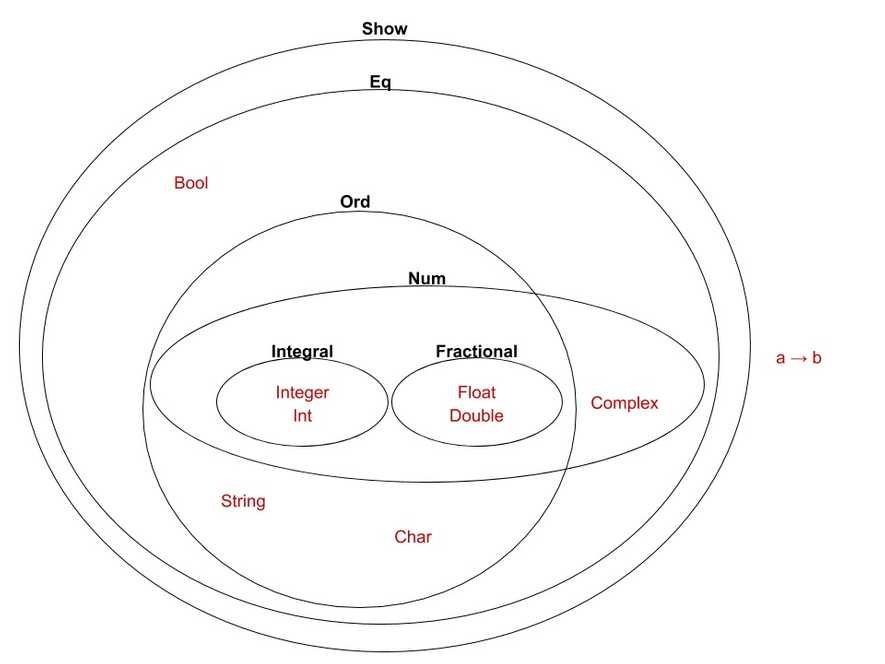 Show
Eq
Bool
Ord
Num
Integral
Fractional
Integer
Int
Float
Double
Complex
a → b
String
Char